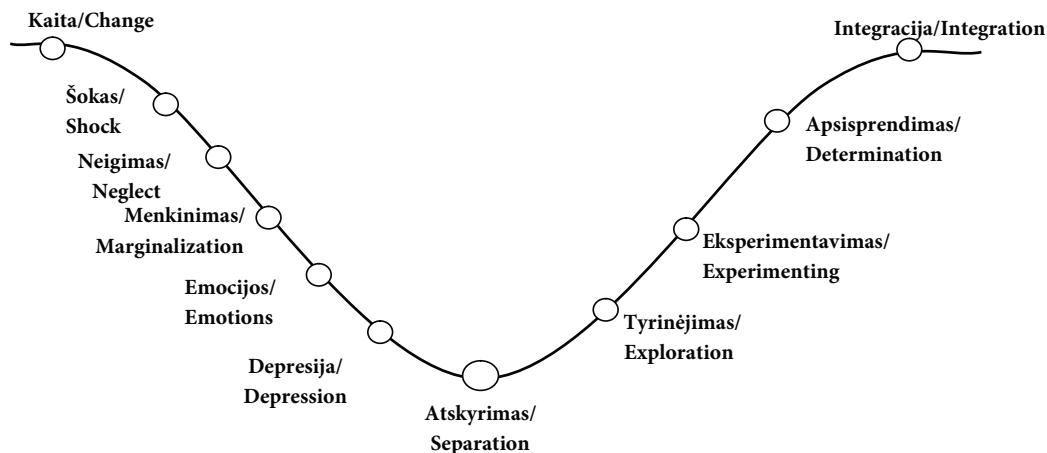 Kaita/Change
Šokas/
Shock
Neigimas/
Neglect
Menkinimas/
Marginalization
Emocijos/
Emotions
Depresija/
Depression
Atskyrimas/
Separation
Tyrinėjimas/
Exploration
Eksperimentavimas/
Experimenting
Apsisprendimas/
Determination
Integracija/Integration